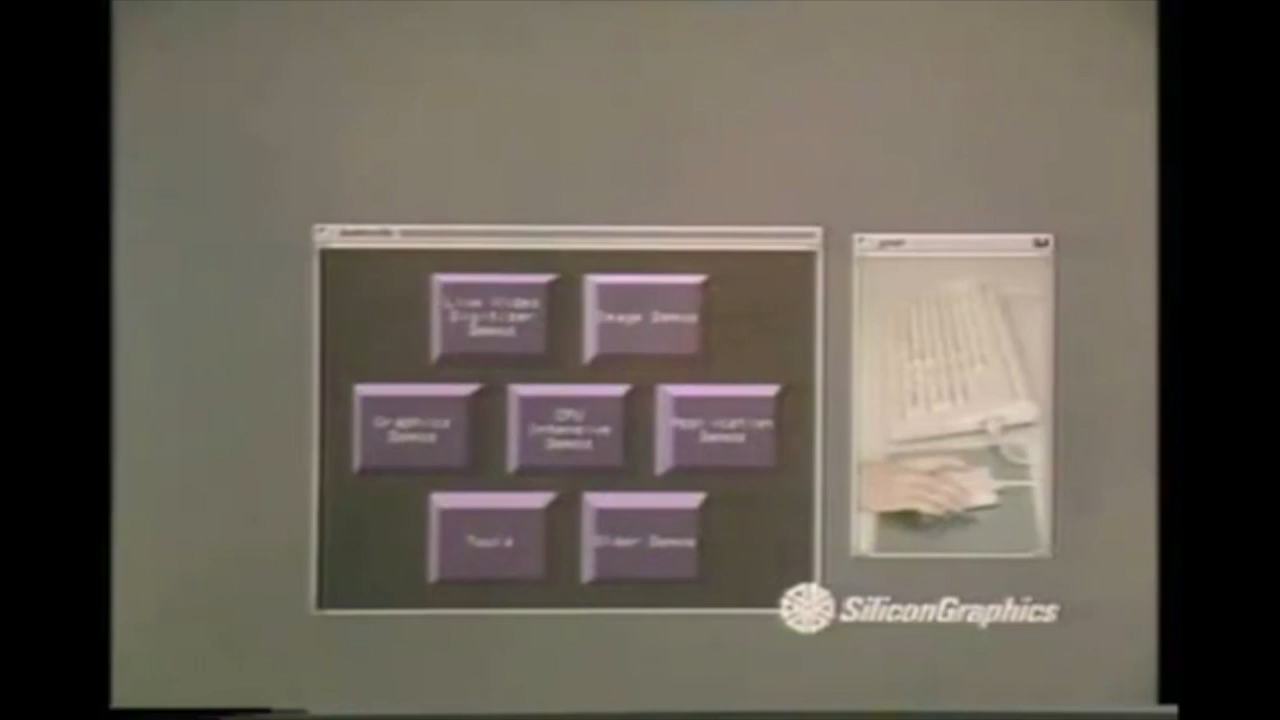 Live Video
Digitizer
Demos
Image Demos
Graphics
Demos
CPU
Intensive
Demos
Application
Demos
Tools
Older Demos
SiliconGraphics